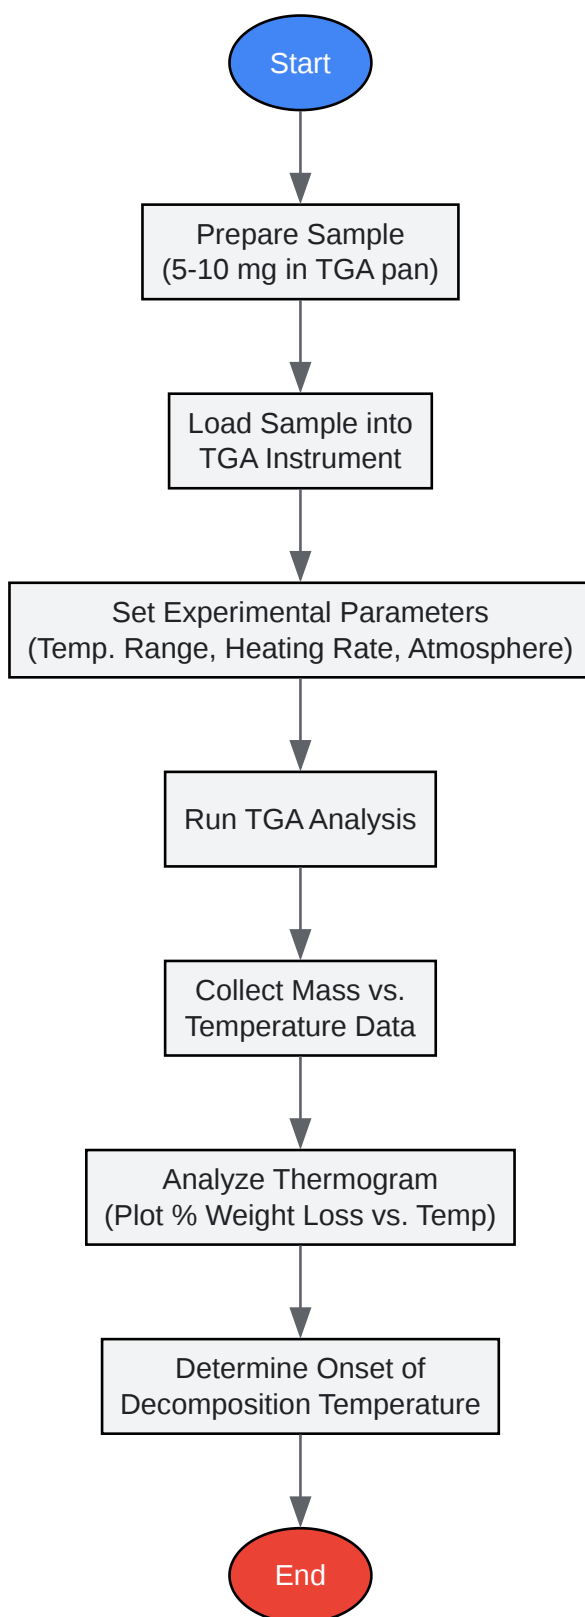 Start
Prepare Sample
(5-10 mg in TGA pan)
Load Sample into
TGA Instrument
Set Experimental Parameters
(Temp. Range, Heating Rate, Atmosphere)
Run TGA Analysis
Collect Mass vs.
Temperature Data
Analyze Thermogram
(Plot % Weight Loss vs. Temp)
Determine Onset of
Decomposition Temperature
End